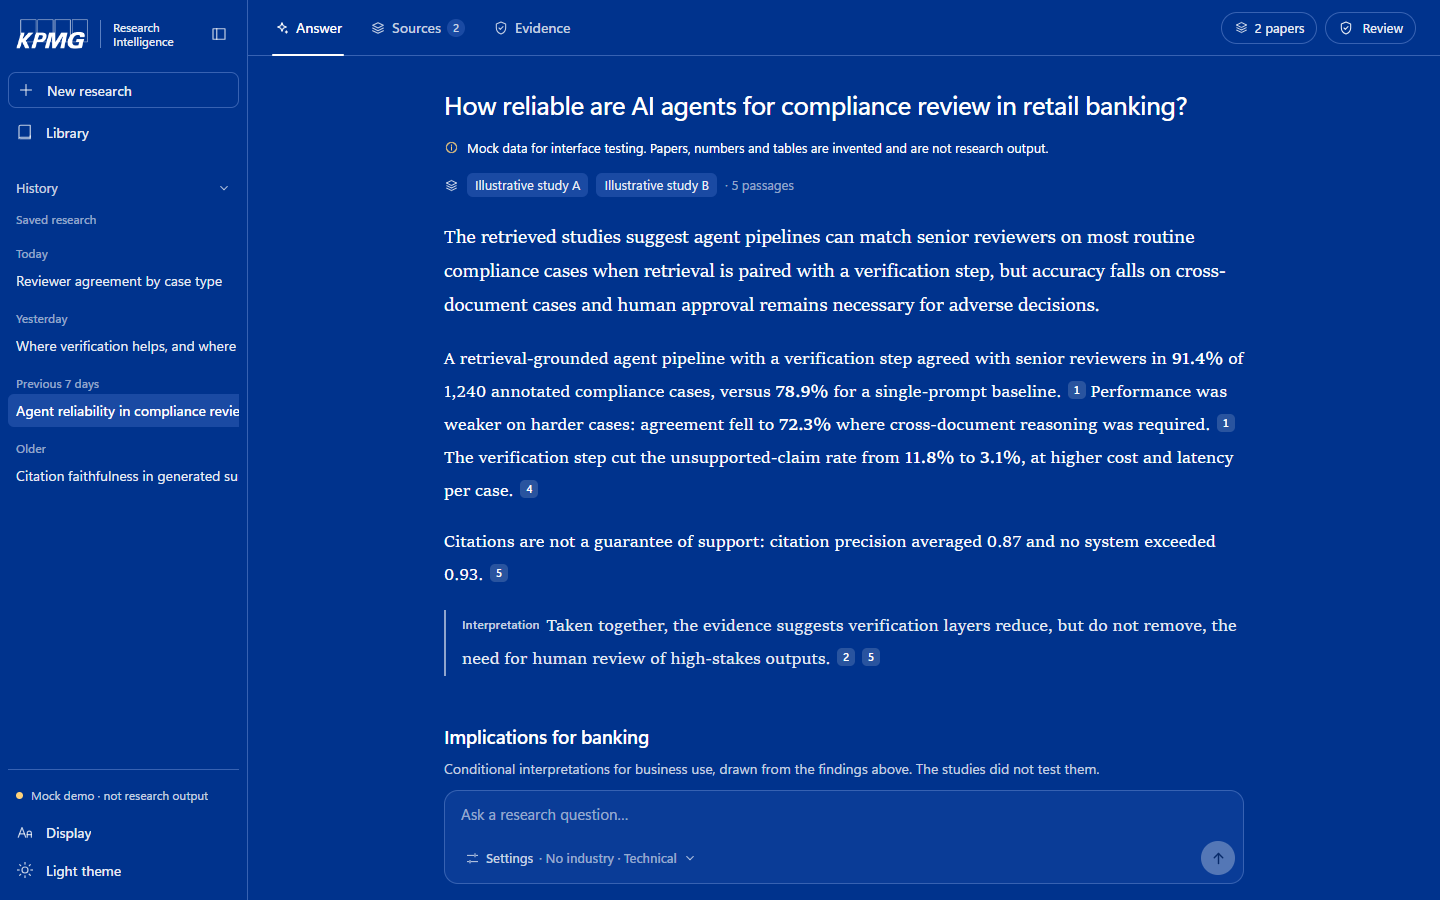 KPMG
Research
Intelligence
New research
Library
History
Saved research
Today
Reviewer agreement by case type
Yesterday
Where verification helps, and where
Previous 7 days
Agent reliability in compliance revie
Older
Citation faithfulness in generated su
Mock demo · not research output
Display
Light theme
Answer
Sources 2
Evidence
2 papers
Review
How reliable are AI agents for compliance review in retail banking?
Mock data for interface testing. Papers, numbers and tables are invented and are not research output.
Illustrative study A Illustrative study B · 5 passages
The retrieved studies suggest agent pipelines can match senior reviewers on most routine
compliance cases when retrieval is paired with a verification step, but accuracy falls on cross-
document cases and human approval remains necessary for adverse decisions.
A retrieval-grounded agent pipeline with a verification step agreed with senior reviewers in 91.4% of
1,240 annotated compliance cases, versus 78.9% for a single-prompt baseline. 1 Performance was
weaker on harder cases: agreement fell to 72.3% where cross-document reasoning was required. 1
The verification step cut the unsupported-claim rate from 11.8% to 3.1%, at higher cost and latency
per case. 4
Citations are not a guarantee of support: citation precision averaged 0.87 and no system exceeded
0.93. 5
Interpretation Taken together, the evidence suggests verification layers reduce, but do not remove, the
need for human review of high-stakes outputs. 2 5
Implications for banking
Conditional interpretations for business use, drawn from the findings above. The studies did not test them.
Ask a research question...
Settings · No industry · Technical